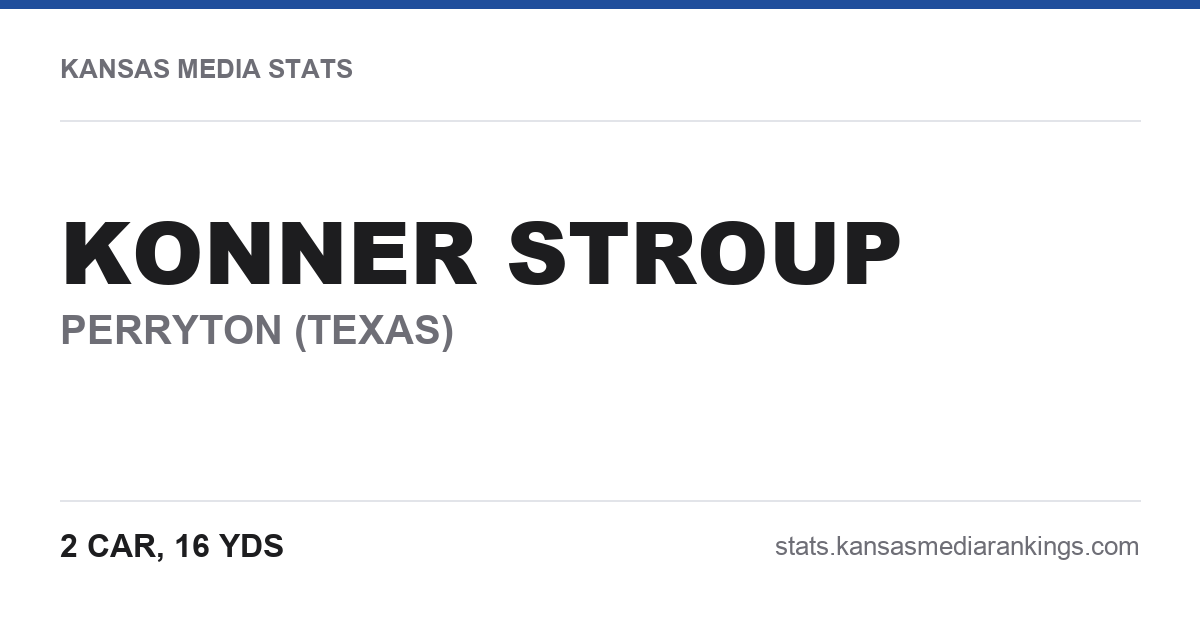 KANSAS MEDIA STATS
KONNER STROUP
PERRYTON (TEXAS)
2 CAR, 16 YDS
stats.kansasmediarankings.com